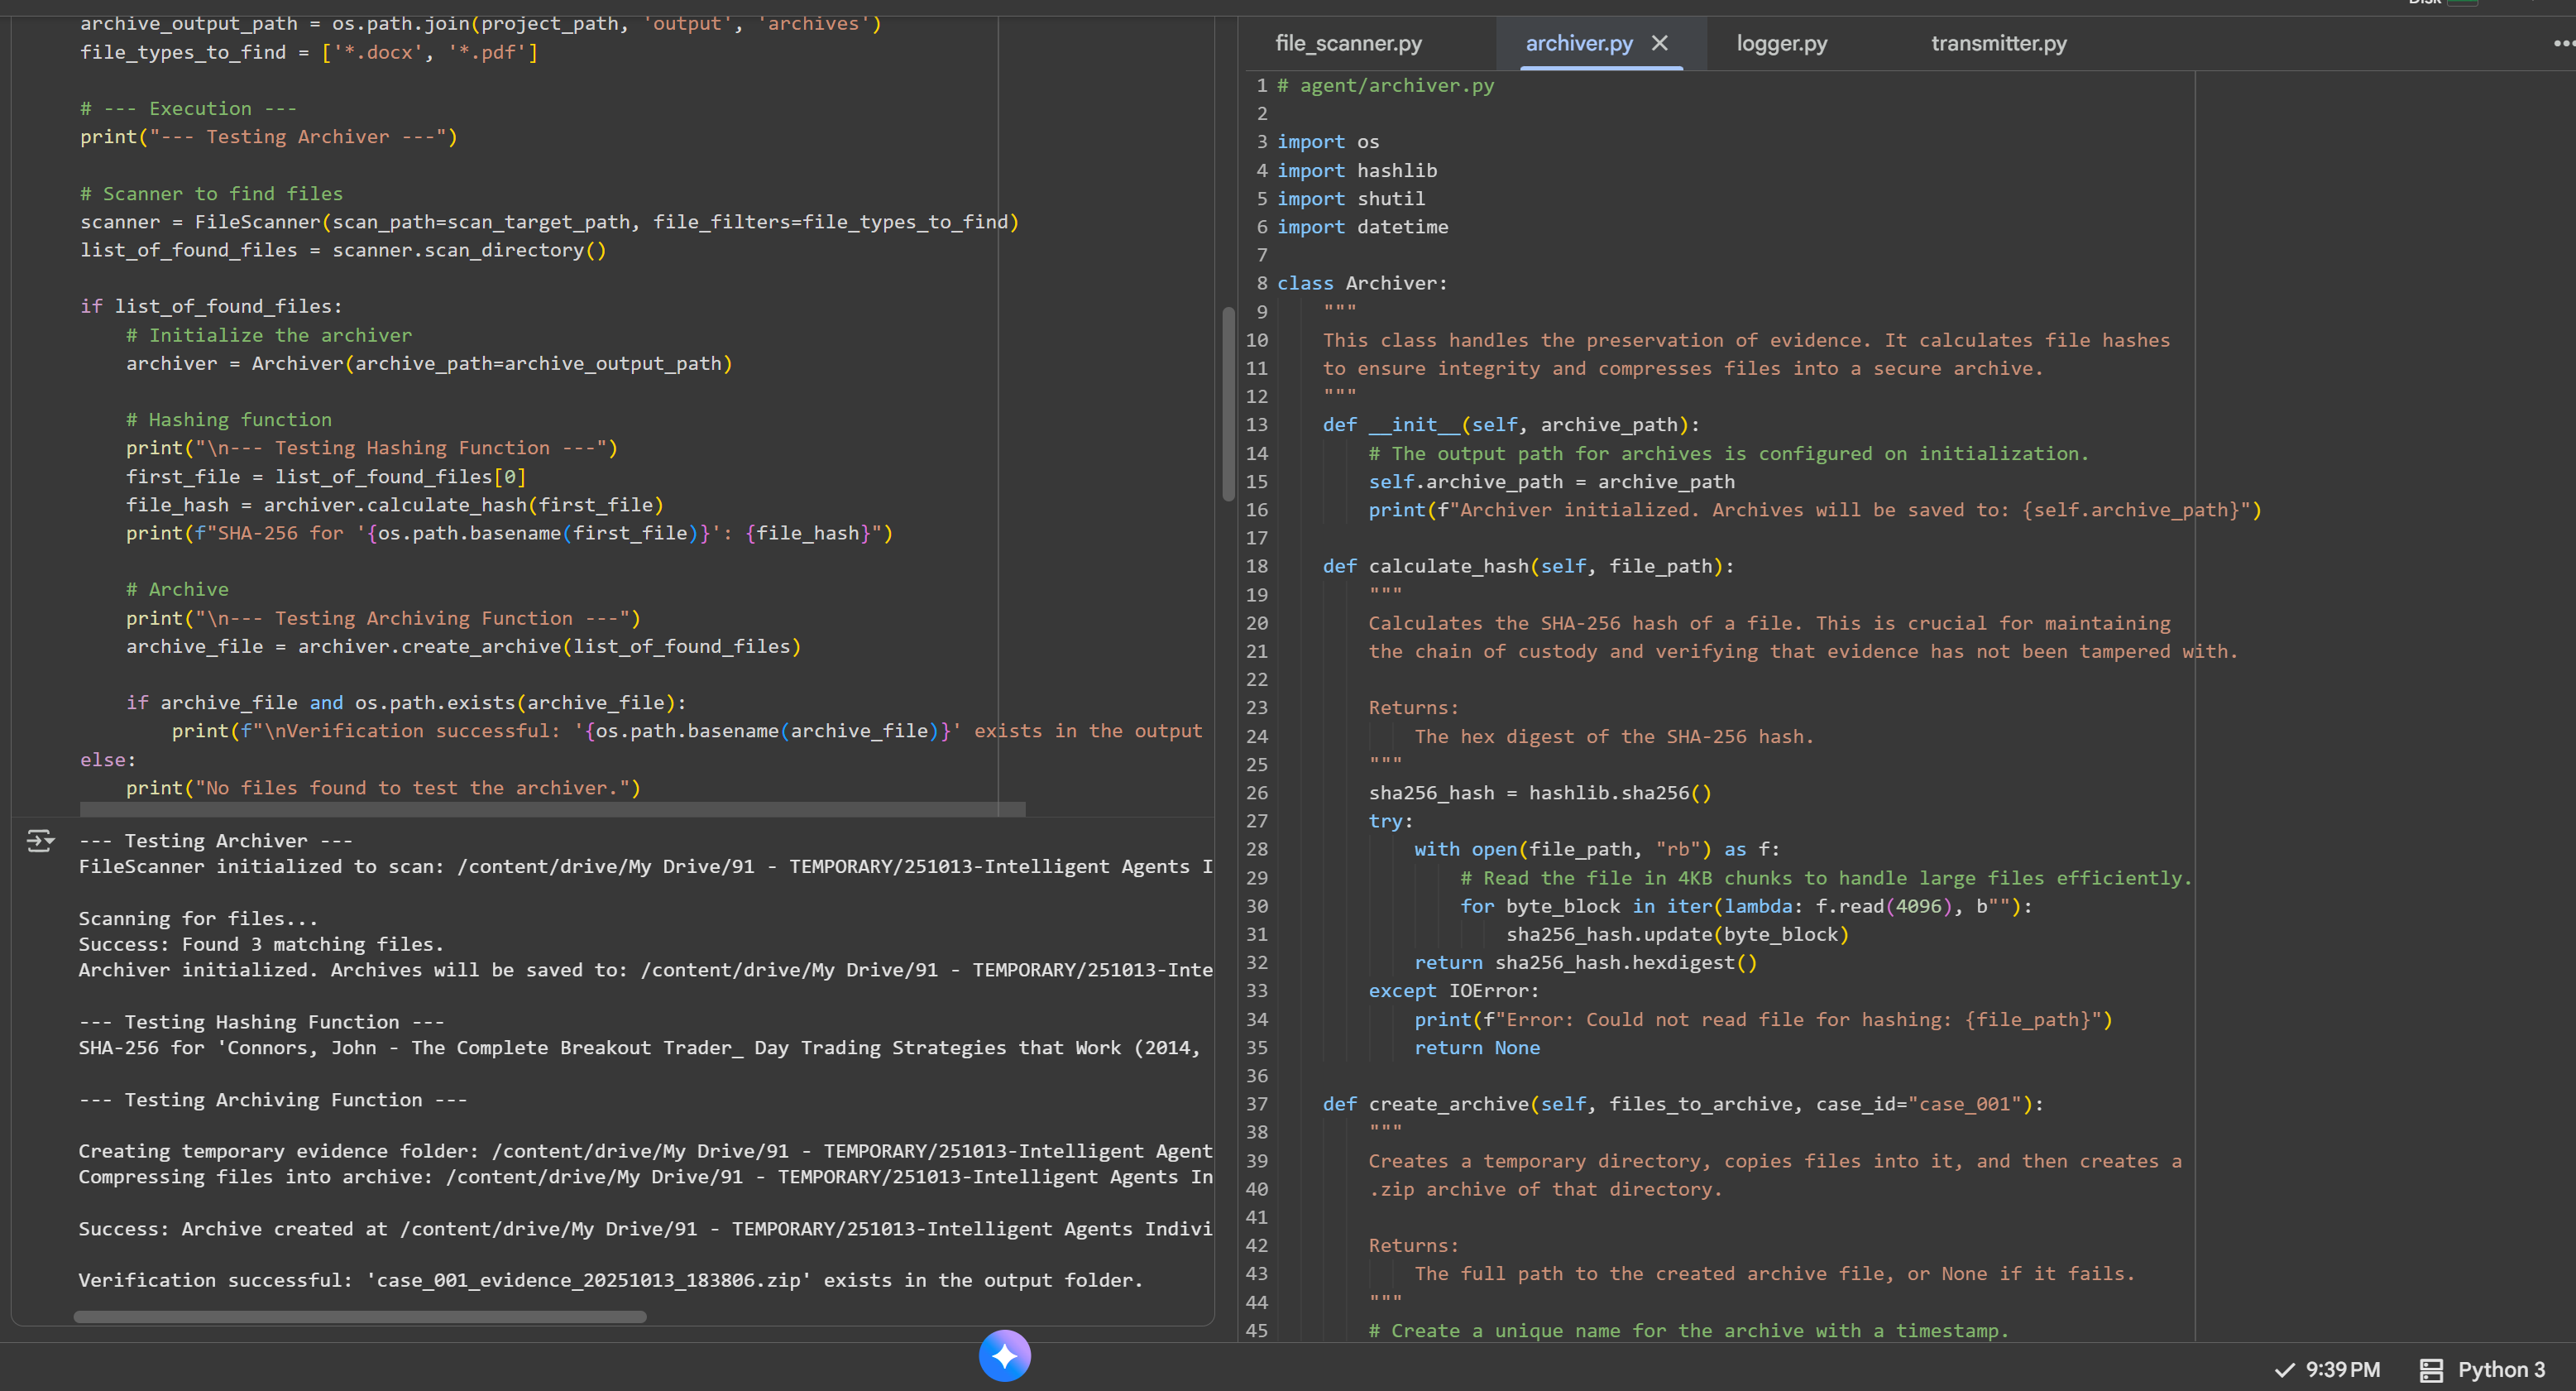 Disk
archive_output_path = os.path.join(project_path, 'output', 'archives')
file_types_to_find = ['*.docx', '*.pdf']

# --- Execution ---
print("--- Testing Archiver ---")

# Scanner to find files
scanner = FileScanner(scan_path=scan_target_path, file_filters=file_types_to_find)
list_of_found_files = scanner.scan_directory()

if list_of_found_files:
    # Initialize the archiver
    archiver = Archiver(archive_path=archive_output_path)

    # Hashing function
    print("\n--- Testing Hashing Function ---")
    first_file = list_of_found_files[0]
    file_hash = archiver.calculate_hash(first_file)
    print(f"SHA-256 for '{os.path.basename(first_file)}': {file_hash}")

    # Archive
    print("\n--- Testing Archiving Function ---")
    archive_file = archiver.create_archive(list_of_found_files)

    if archive_file and os.path.exists(archive_file):
        print(f"\nVerification successful: '{os.path.basename(archive_file)}' exists in the output
else:
    print("No files found to test the archiver.")
--- Testing Archiver ---
FileScanner initialized to scan: /content/drive/My Drive/91 - TEMPORARY/251013-Intelligent Agents I

Scanning for files...
Success: Found 3 matching files.
Archiver initialized. Archives will be saved to: /content/drive/My Drive/91 - TEMPORARY/251013-Inte

--- Testing Hashing Function ---
SHA-256 for 'Connors, John - The Complete Breakout Trader_ Day Trading Strategies that Work (2014,

--- Testing Archiving Function ---

Creating temporary evidence folder: /content/drive/My Drive/91 - TEMPORARY/251013-Intelligent Agent
Compressing files into archive: /content/drive/My Drive/91 - TEMPORARY/251013-Intelligent Agents In

Success: Archive created at /content/drive/My Drive/91 - TEMPORARY/251013-Intelligent Agents Indivi

Verification successful: 'case_001_evidence_20251013_183806.zip' exists in the output folder.
file_scanner.py archiver.py logger.py transmitter.py
1 # agent/archiver.py
2
3 import os
4 import hashlib
5 import shutil
6 import datetime
7
8 class Archiver:
9     """
10     This class handles the preservation of evidence. It calculates file hashes
11     to ensure integrity and compresses files into a secure archive.
12     """
13     def __init__(self, archive_path):
14         # The output path for archives is configured on initialization.
15         self.archive_path = archive_path
16         print(f"Archiver initialized. Archives will be saved to: {self.archive_path}")
17
18     def calculate_hash(self, file_path):
19         """
20         Calculates the SHA-256 hash of a file. This is crucial for maintaining
21         the chain of custody and verifying that evidence has not been tampered with.
22
23         Returns:
24             The hex digest of the SHA-256 hash.
25         """
26         sha256_hash = hashlib.sha256()
27         try:
28             with open(file_path, "rb") as f:
29                 # Read the file in 4KB chunks to handle large files efficiently.
30                 for byte_block in iter(lambda: f.read(4096), b""):
31                     sha256_hash.update(byte_block)
32             return sha256_hash.hexdigest()
33         except IOError:
34             print(f"Error: Could not read file for hashing: {file_path}")
35             return None
36
37     def create_archive(self, files_to_archive, case_id="case_001"):
38         """
39         Creates a temporary directory, copies files into it, and then creates a
40         .zip archive of that directory.
41
42         Returns:
43             The full path to the created archive file, or None if it fails.
44         """
45         # Create a unique name for the archive with a timestamp.
9:39 PM Python 3